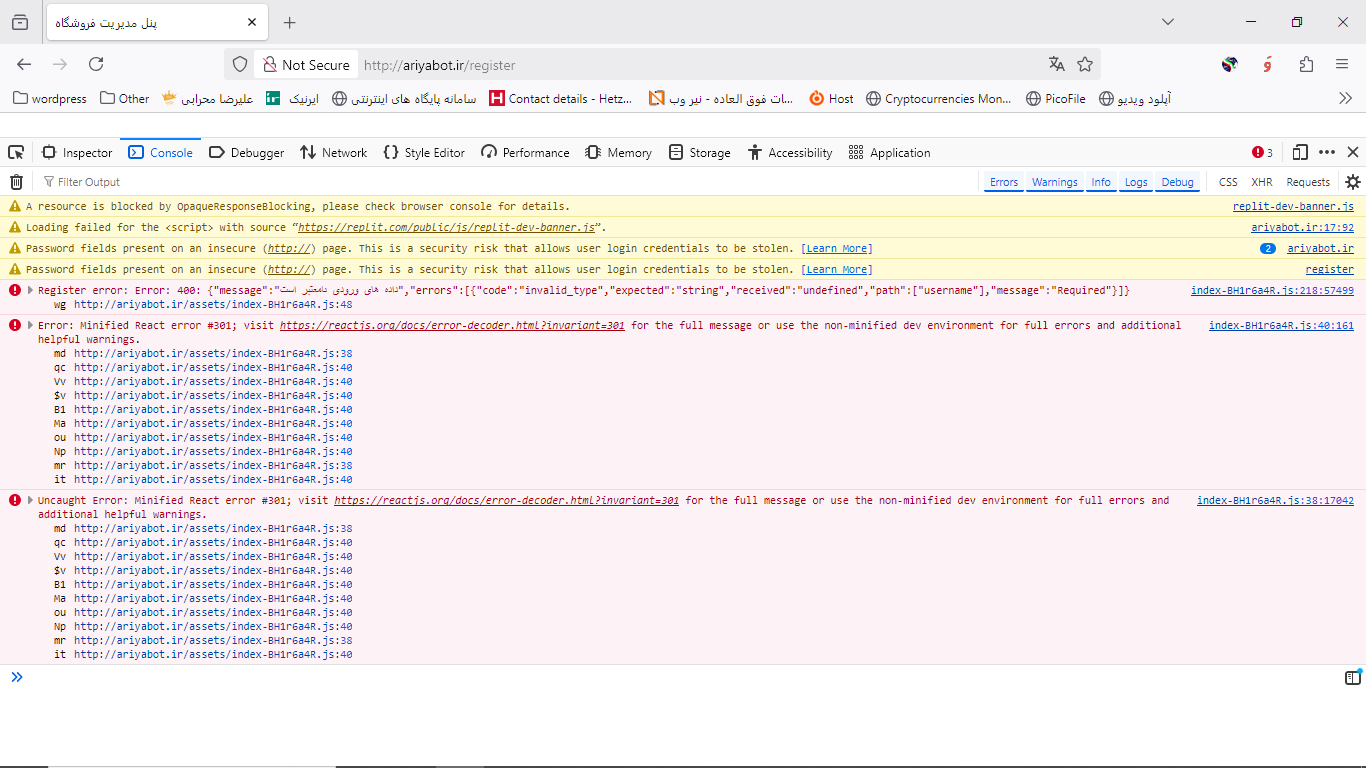 پنل مدیریت فروشگاه
Not Secure
http://ariyabot.ir/register
wordpress
Other
علیرضا محرابی
ایرنیک
سامانه پایگاه های اینترنتی
Contact details - Hetz...
ات فوق العاده - نیر وب...
Host
Cryptocurrencies Mon...
PicoFile
آپلود ویدیو
Inspector
Console
Debugger
Network
Style Editor
Performance
Memory
Storage
Accessibility
Application
3
Filter Output
Errors
Warnings
Info
Logs
Debug
CSS
XHR
Requests
A resource is blocked by OpaqueResponseBlocking, please check browser console for details. replit-dev-banner.js
Loading failed for the <script> with source “https://replit.com/public/js/replit-dev-banner.js”. ariyabot.ir:17:92
Password fields present on an insecure (http://) page. This is a security risk that allows user login credentials to be stolen. [Learn More] 2 ariyabot.ir
Password fields present on an insecure (http://) page. This is a security risk that allows user login credentials to be stolen. [Learn More] register
Register error: Error: 400: {"message":"داده های ورودی نامعتبر است","errors":[{"code":"invalid_type","expected":"string","received":"undefined","path":["username"],"message":"Required"}]} index-BH1r6a4R.js:218:57499
wg http://ariyabot.ir/assets/index-BH1r6a4R.js:48
Error: Minified React error #301; visit https://reactjs.org/docs/error-decoder.html?invariant=301 for the full message or use the non-minified dev environment for full errors and additional index-BH1r6a4R.js:40:161
helpful warnings.
md http://ariyabot.ir/assets/index-BH1r6a4R.js:38
qc http://ariyabot.ir/assets/index-BH1r6a4R.js:40
Vv http://ariyabot.ir/assets/index-BH1r6a4R.js:40
$v http://ariyabot.ir/assets/index-BH1r6a4R.js:40
B1 http://ariyabot.ir/assets/index-BH1r6a4R.js:40
Ma http://ariyabot.ir/assets/index-BH1r6a4R.js:40
ou http://ariyabot.ir/assets/index-BH1r6a4R.js:40
Np http://ariyabot.ir/assets/index-BH1r6a4R.js:40
mr http://ariyabot.ir/assets/index-BH1r6a4R.js:38
it http://ariyabot.ir/assets/index-BH1r6a4R.js:40
Uncaught Error: Minified React error #301; visit https://reactjs.org/docs/error-decoder.html?invariant=301 for the full message or use the non-minified dev environment for full errors and index-BH1r6a4R.js:38:17042
additional helpful warnings.
md http://ariyabot.ir/assets/index-BH1r6a4R.js:38
qc http://ariyabot.ir/assets/index-BH1r6a4R.js:40
Vv http://ariyabot.ir/assets/index-BH1r6a4R.js:40
$v http://ariyabot.ir/assets/index-BH1r6a4R.js:40
B1 http://ariyabot.ir/assets/index-BH1r6a4R.js:40
Ma http://ariyabot.ir/assets/index-BH1r6a4R.js:40
ou http://ariyabot.ir/assets/index-BH1r6a4R.js:40
Np http://ariyabot.ir/assets/index-BH1r6a4R.js:40
mr http://ariyabot.ir/assets/index-BH1r6a4R.js:38
it http://ariyabot.ir/assets/index-BH1r6a4R.js:40